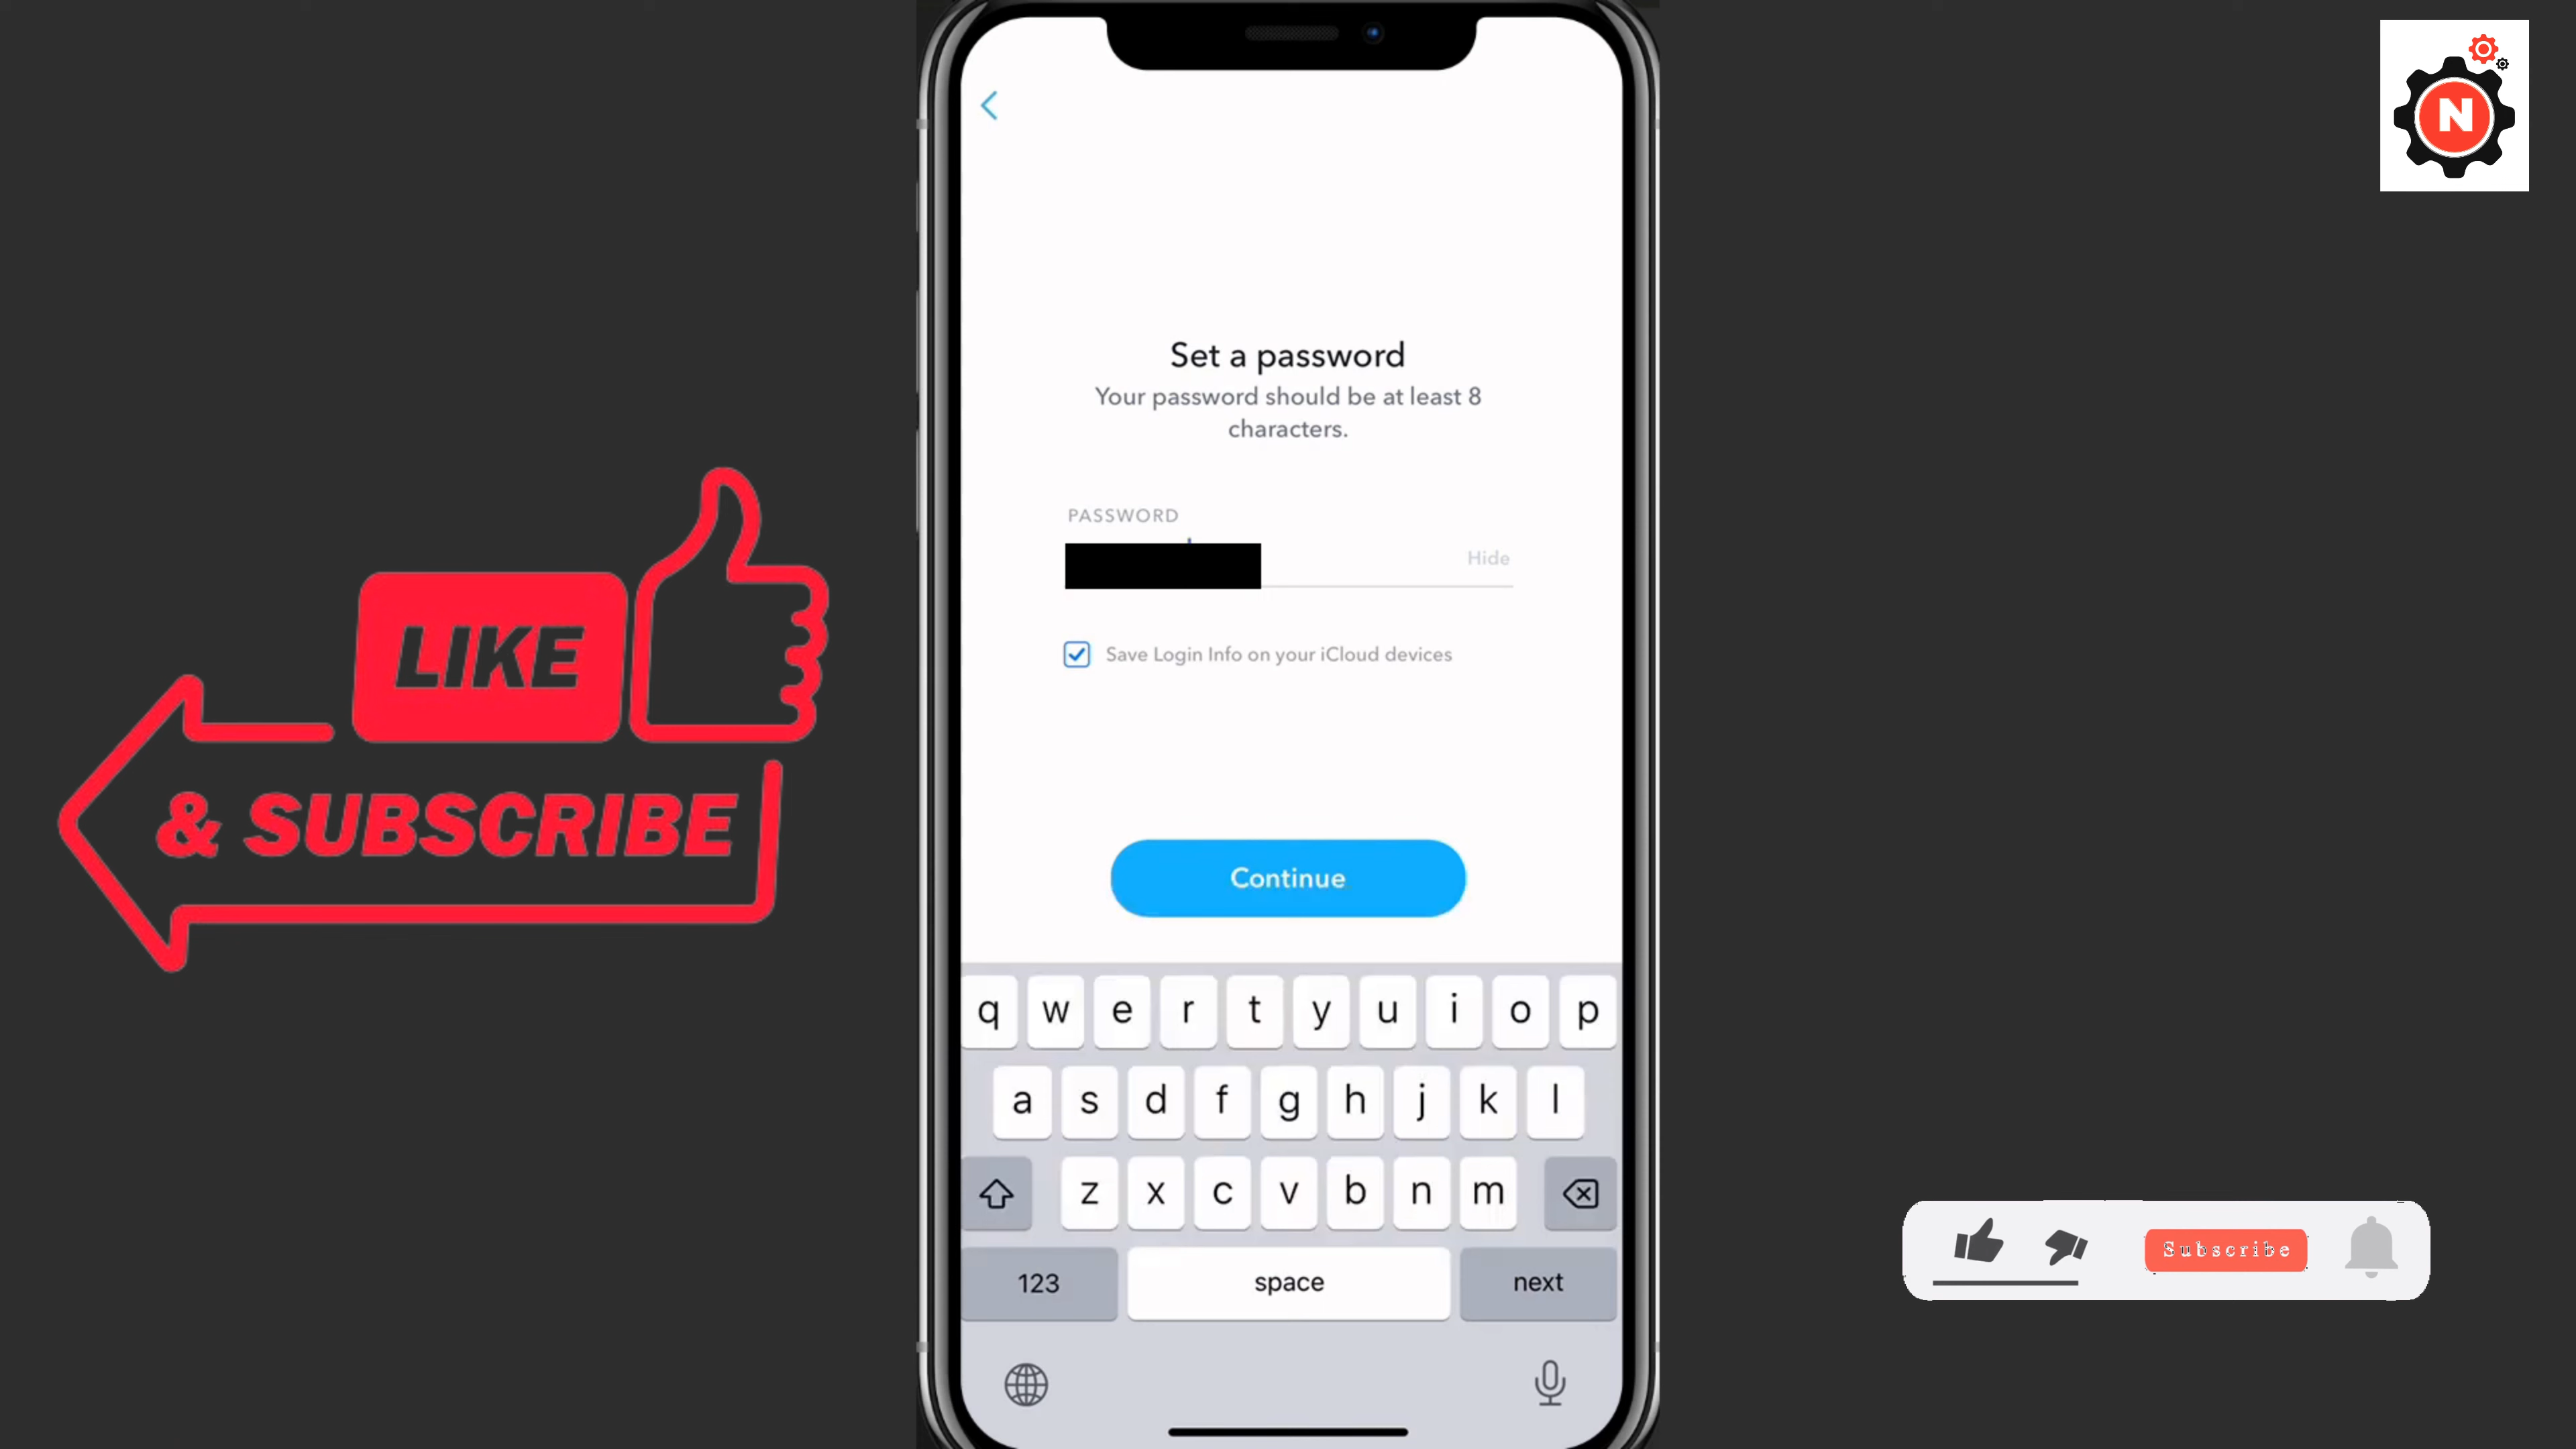 N
LIKE
& SUBSCRIBE
Set a password
Your password should be at least 8
characters.
PASSWORD
Hide
Save Login Info on your iCloud devices
Continue
q w e r t y u i o p
a s d f g h j k l
z x c v b n m
123 space next
Subscribe